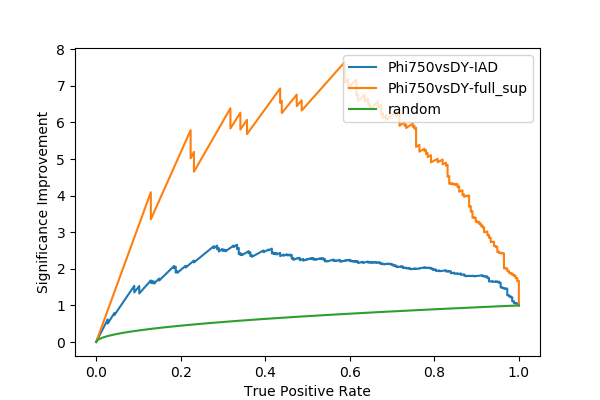 8
7
6
5
4
3
2
1
0
Significance Improvement
0.0 0.2 0.4 0.6 0.8 1.0
True Positive Rate
Phi750vsDY-IAD
Phi750vsDY-full_sup
random